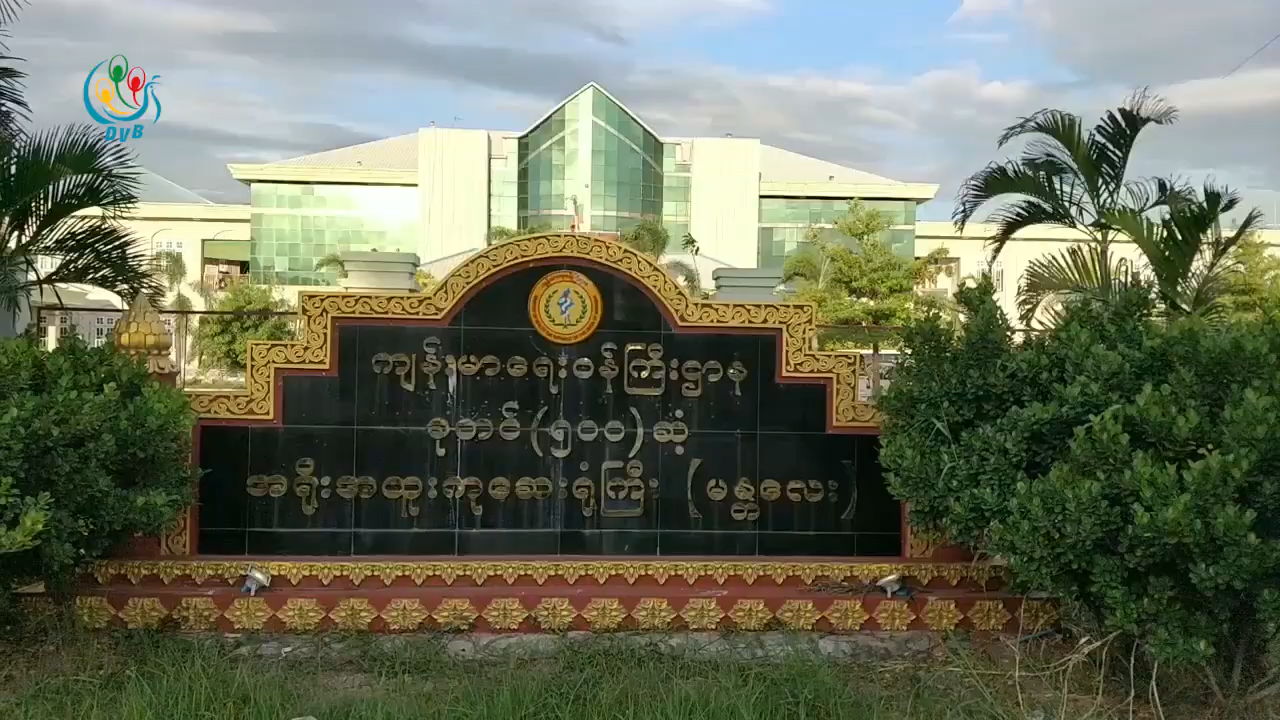 DVB
ကျန်းမာရေးဝန်ကြီးဌာန
ခုတင်(၅၀၀)ဆံ့
အရိုးအထူးကုဆေးရုံကြီး (မန္တလေး)